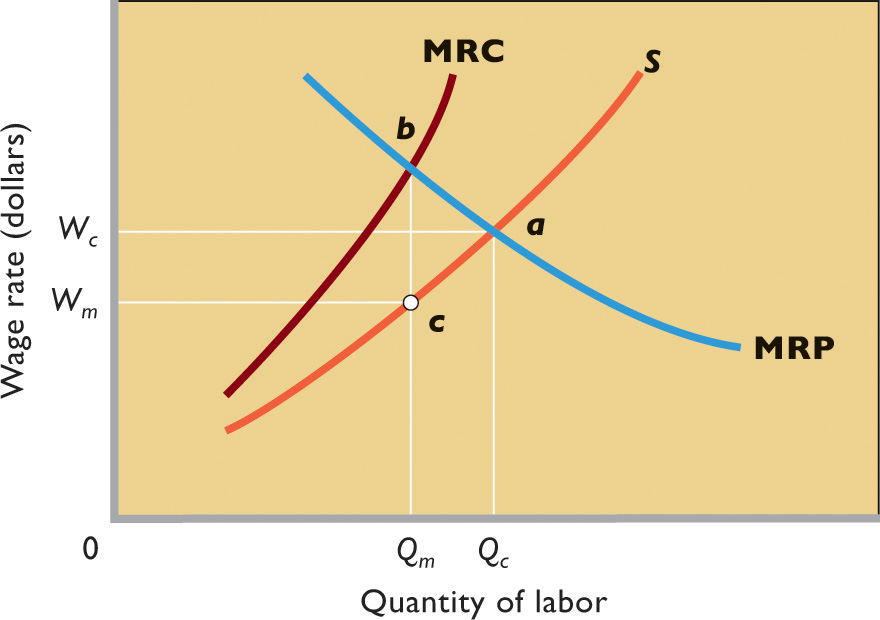 MRC
S
b
a
Wc
Wm
c
MRP
Wage rate (dollars)
0
Qm
Qc
Quantity of labor